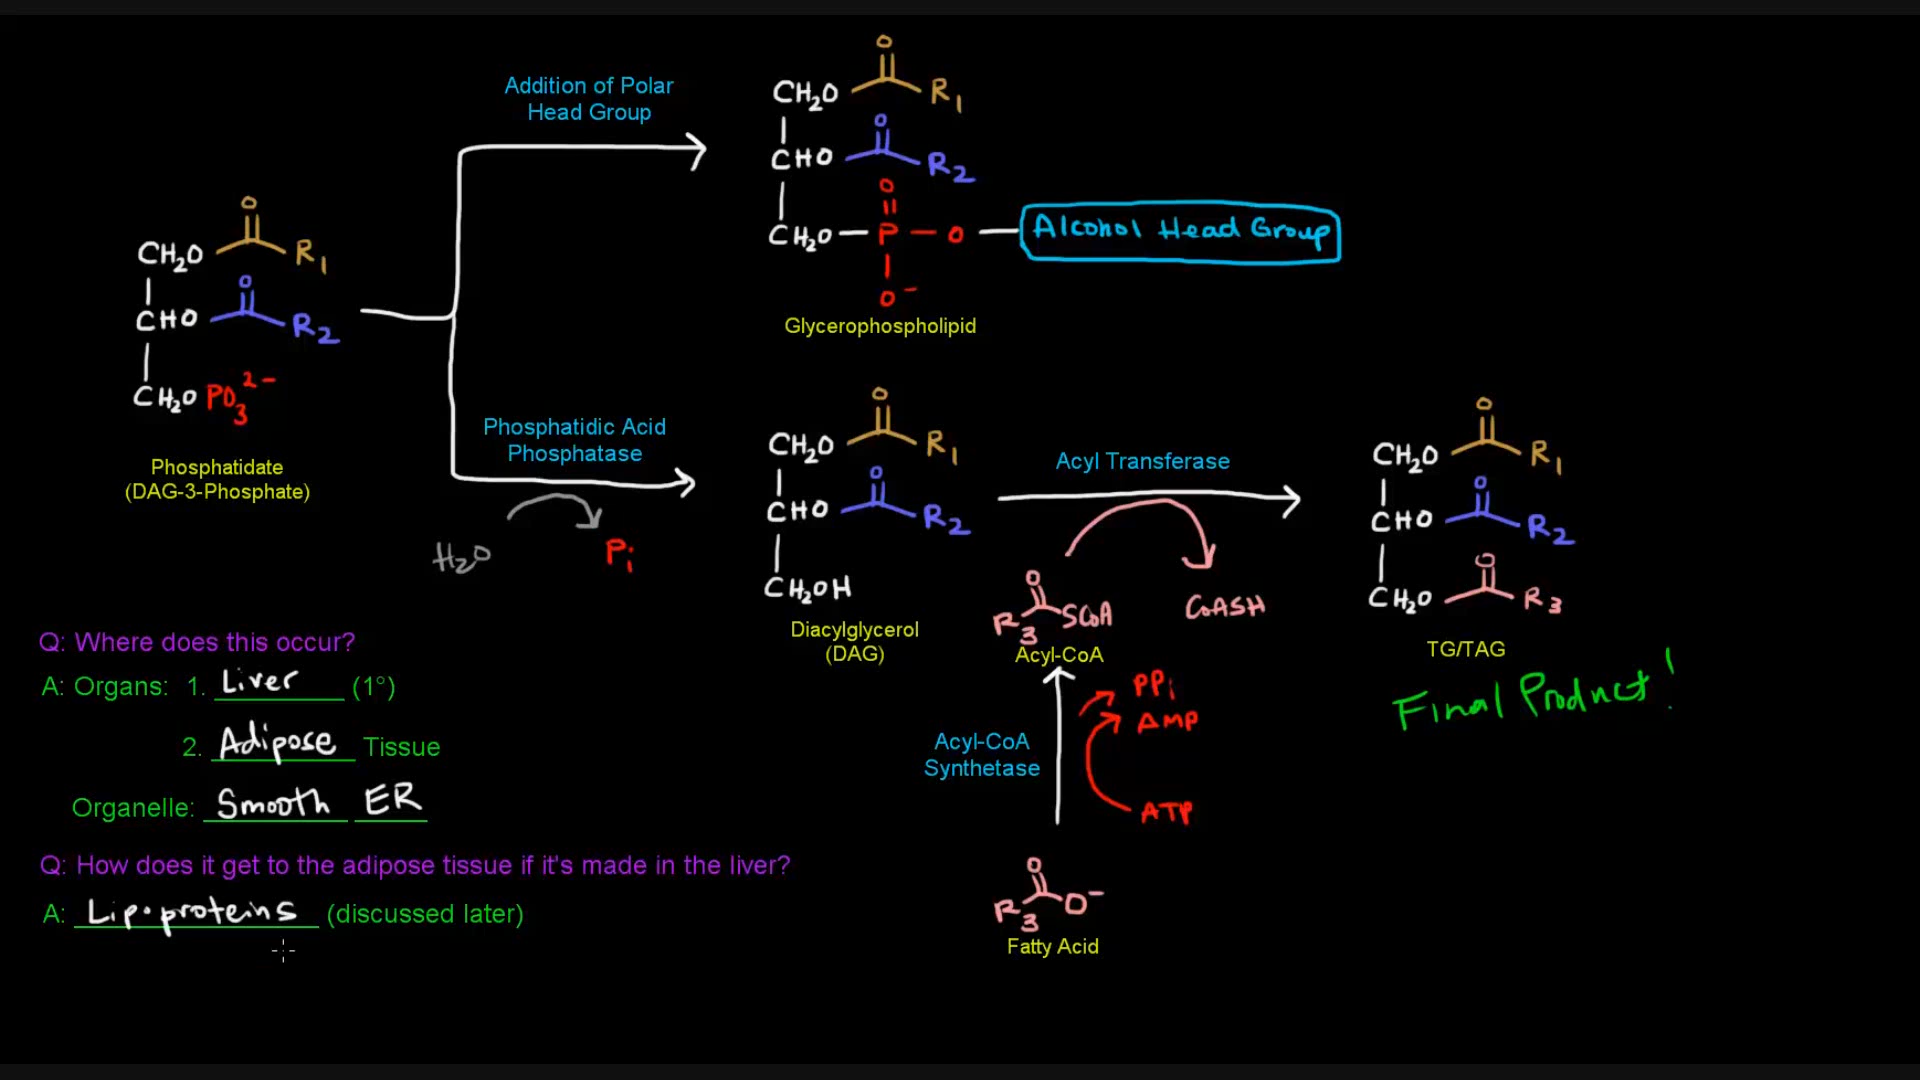 Addition of Polar
Head Group
CH₂O O R₁
CHO O R₂
CH₂O PO₃²⁻
Phosphatidate
(DAG-3-Phosphate)
CH₂O O R₁
CHO O R₂
CH₂O—P—O—Alcohol Head Group
O
O⁻
Glycerophospholipid
Phosphatidic Acid
Phosphatase
H₂O Pi
CH₂O O R₁
CHO O R₂
CH₂OH
Diacylglycerol
(DAG)
Acyl Transferase
O
R₃ SCoA
CoASH
Acyl-CoA
CH₂O O R₁
CHO O R₂
CH₂O O R₃
TG/TAG
Final Product!
PPi
AMP
Acyl-CoA
Synthetase
ATP
O
R₃ O⁻
Fatty Acid
Q: Where does this occur?
A: Organs: 1. Liver (1°)
2. Adipose Tissue
Organelle: Smooth ER
Q: How does it get to the adipose tissue if it's made in the liver?
A: Lipoproteins (discussed later)